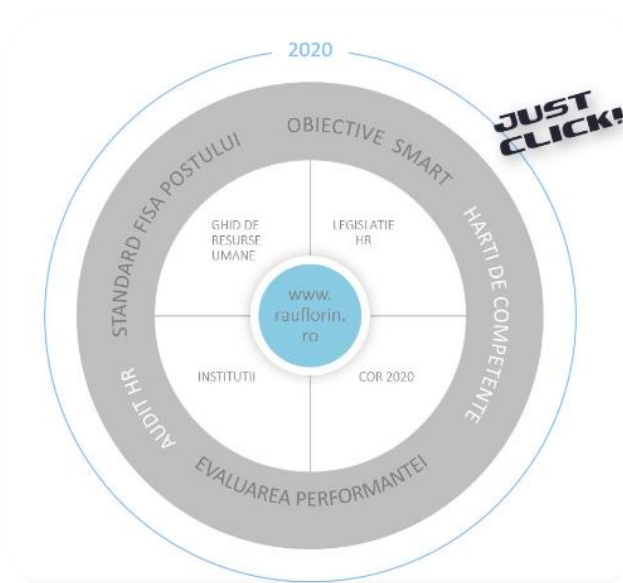 2020
JUST
CLICK!
STANDARD FISA POSTULUI
OBIECTIVE SMART
HARTI DE COMPETENTE
GHID DE
RESURSE
UMANE
LEGISLATIE
HR
www.
rauflorin.
ro
INSTITUTII
COR 2020
AUDIT HR
EVALUAREA PERFORMANTEI